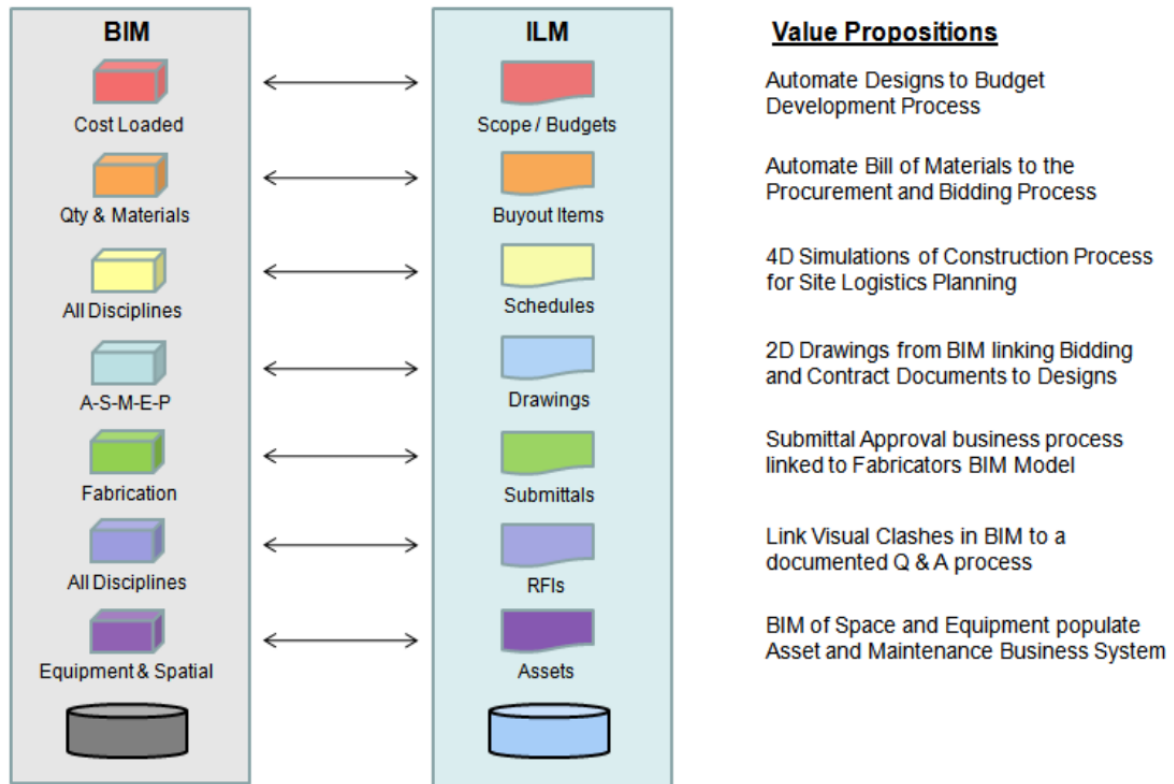 BIM
ILM
Value Propositions
Cost Loaded
Scope / Budgets
Automate Designs to Budget
Development Process
Qty & Materials
Buyout Items
Automate Bill of Materials to the
Procurement and Bidding Process
All Disciplines
Schedules
4D Simulations of Construction Process
for Site Logistics Planning
A-S-M-E-P
Drawings
2D Drawings from BIM linking Bidding
and Contract Documents to Designs
Fabrication
Submittals
Submittal Approval business process
linked to Fabricators BIM Model
All Disciplines
RFIs
Link Visual Clashes in BIM to a
documented Q & A process
Equipment & Spatial
Assets
BIM of Space and Equipment populate
Asset and Maintenance Business System